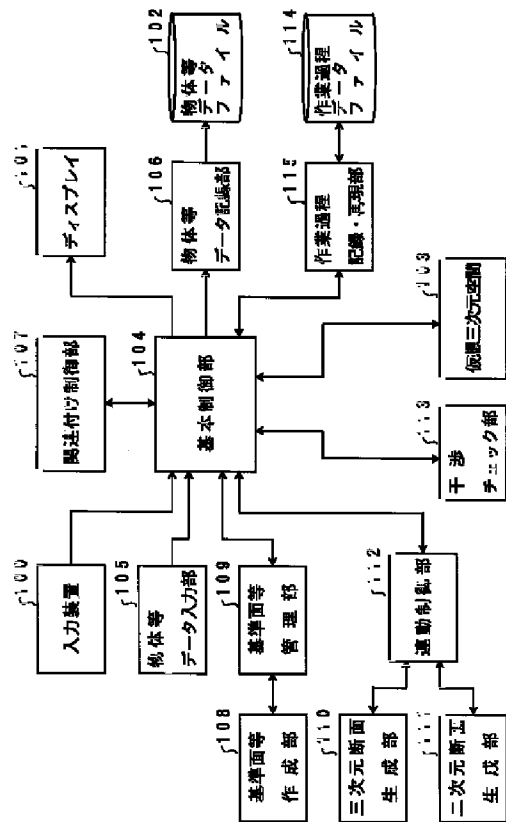 100
入力装置
107
関連付け制御部
101
ディスプレイ
105
物体等
データ入力部
104
基本制御部
106
物体等
データ記録部
102
物体等
データ
ファイル
108
基準面等
作成部
109
基準面等
管理部
115
作業過程
記録・再現部
114
作業過程
データ
ファイル
110
三次元断面
生成部
111
二次元断面
生成部
112
連動制御部
113
干渉
チェック部
103
仮想三次元空間